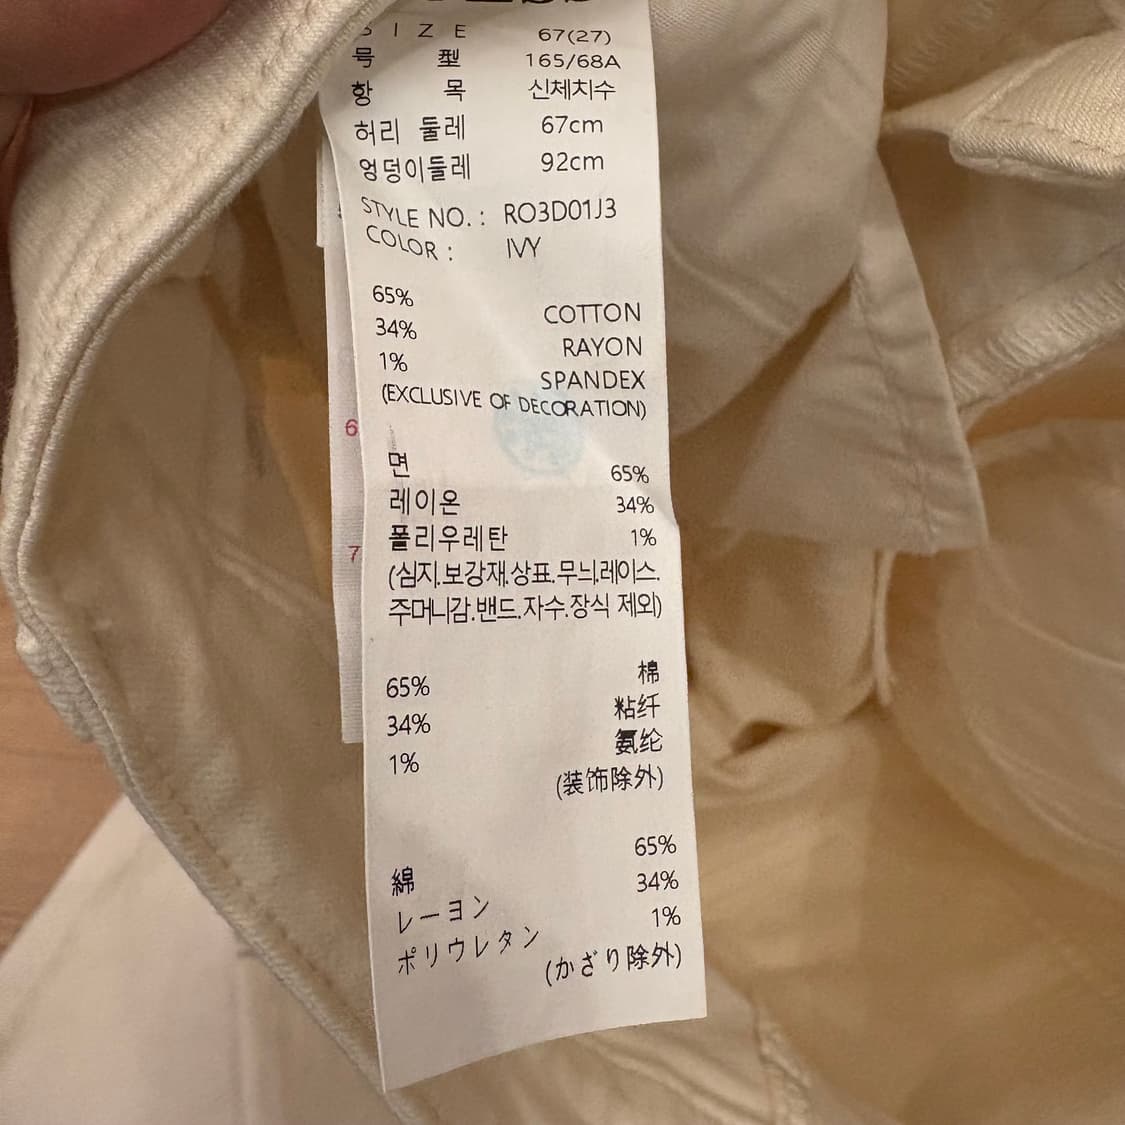 SIZE 67(27)
号 型 165/68A
항 목 신체치수
허리 둘레 67cm
엉덩이둘레 92cm
STYLE NO. : RO3D01J3
COLOR : IVY
65% COTTON
34% RAYON
1% SPANDEX
(EXCLUSIVE OF DECORATION)
면 65%
레이온 34%
폴리우레탄 1%
(심지.보강재.상표.무늬.레이스.
주머니감.밴드.자수.장식 제외)
65% 棉
34% 粘纤
1% 氨纶
(装饰除外)
綿 65%
レーヨン 34%
ポリウレタン 1%
(かざり除外)
6
7